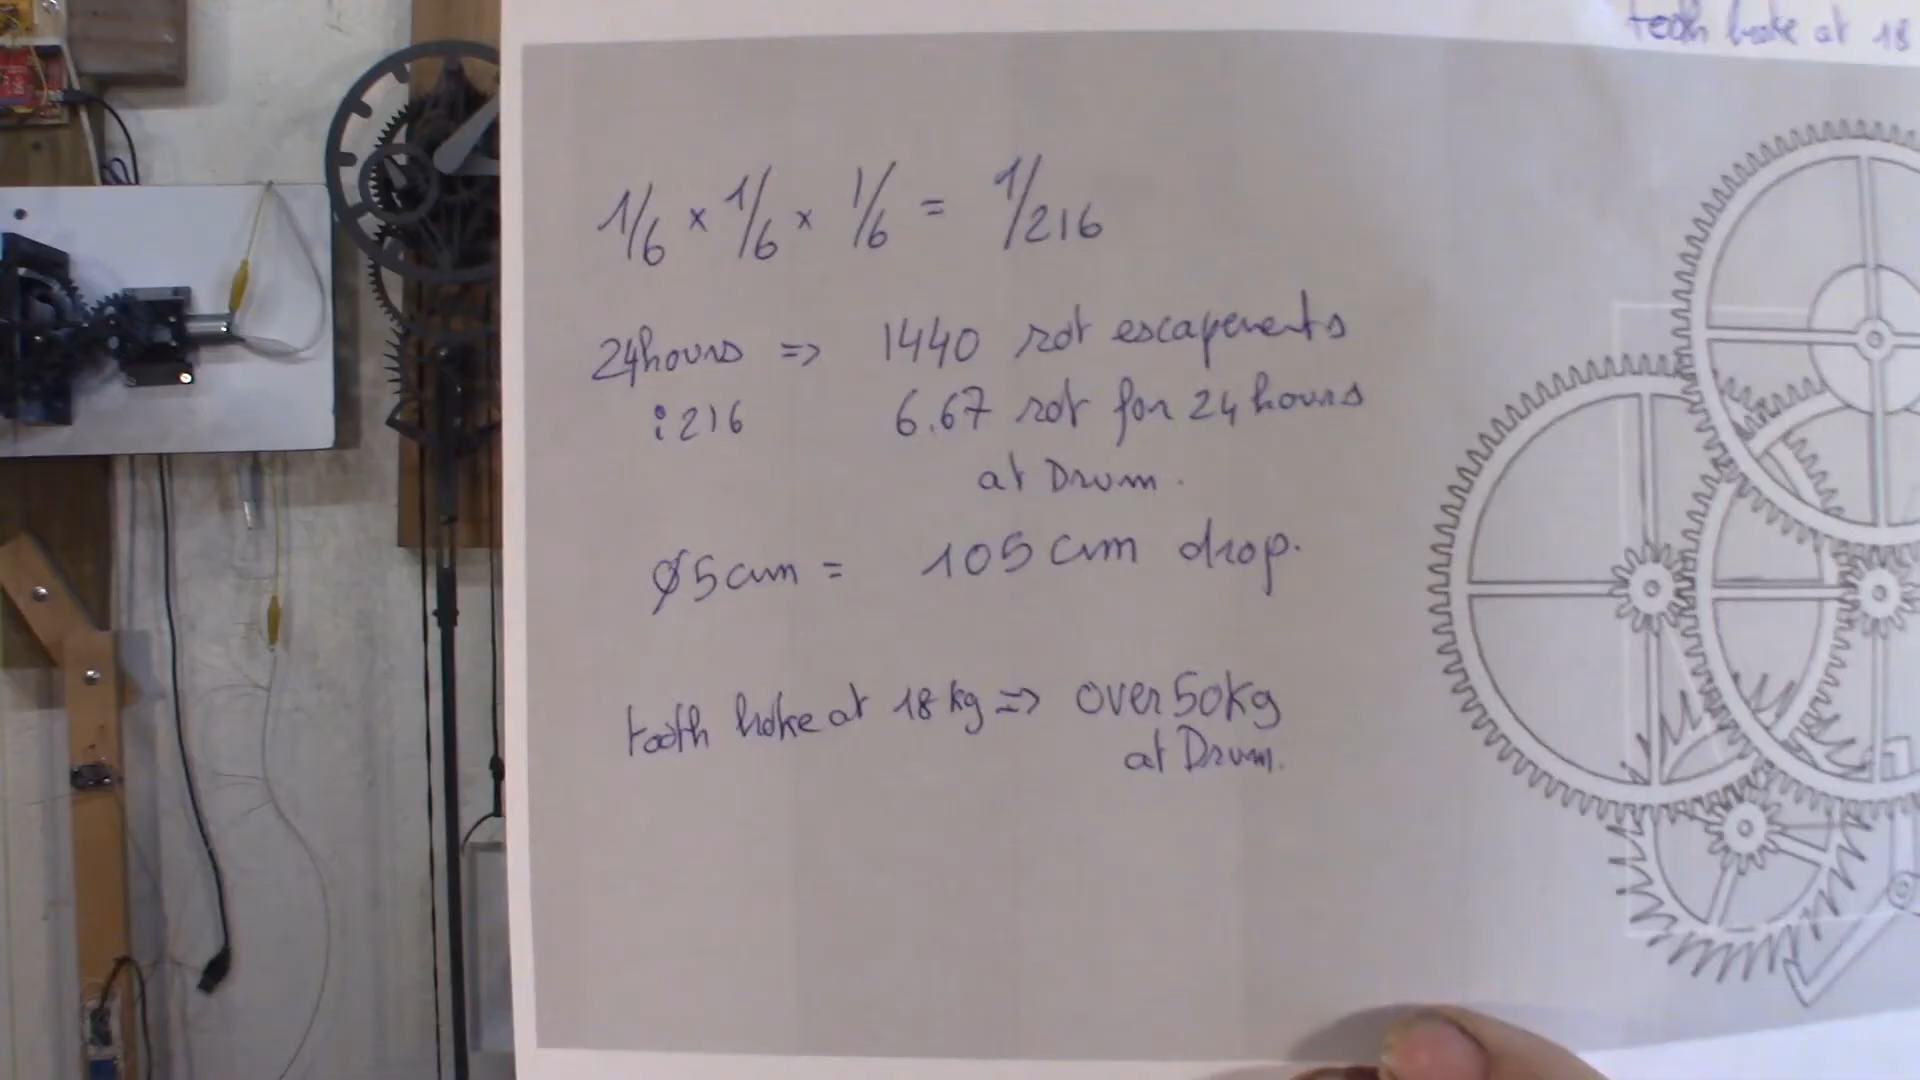 tooth broke at 18
1/6 × 1/6 × 1/6 = 1/216
24hours => 1440 rot escapements
: 216 6.67 rot for 24 hours
at Drum.
Ø5cm = 105 cm drop.
tooth broke at 18 kg => over 50kg
at Drum.